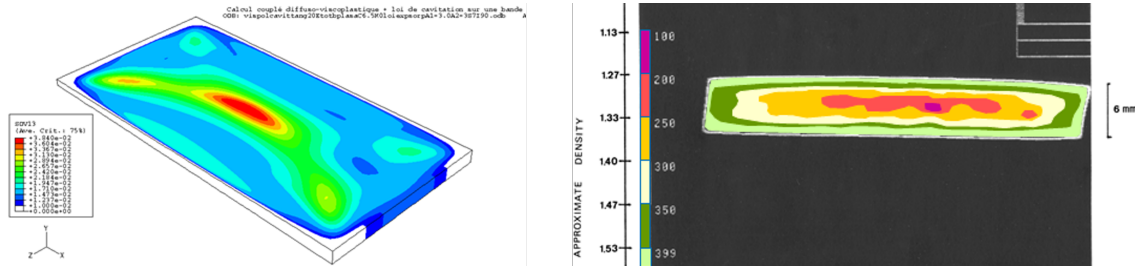 Calcul couplé diffuso-viscoplastique + loi de cavitation sur une bande
SDV13
(Ave. Crit.: 75%)
+3.840e-02
+3.604e-02
+3.367e-02
+3.130e-02
+2.894e-02
+2.657e-02
+2.420e-02
+2.184e-02
+1.947e-02
+1.710e-02
+1.473e-02
+1.237e-02
+1.000e-02
+0.000e+00
Y
Z
X
APPROXIMATE DENSITY
1.13
1.27
1.33
1.40
1.47
1.53
100
200
250
300
350
399
6 mm